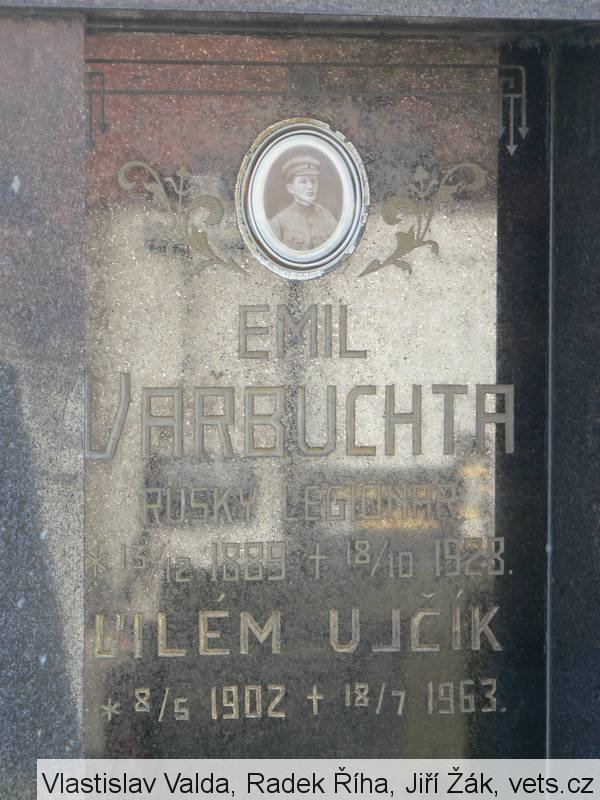 EMIL
VARBUCHTA
RUSKÝ LEGIONÁŘ
* 15/12 1889 + 18/10 1928.
VILÉM UJČÍK
* 8/5 1902 + 18/7 1963.
Vlastislav Valda, Radek Říha, Jiří Žák, vets.cz